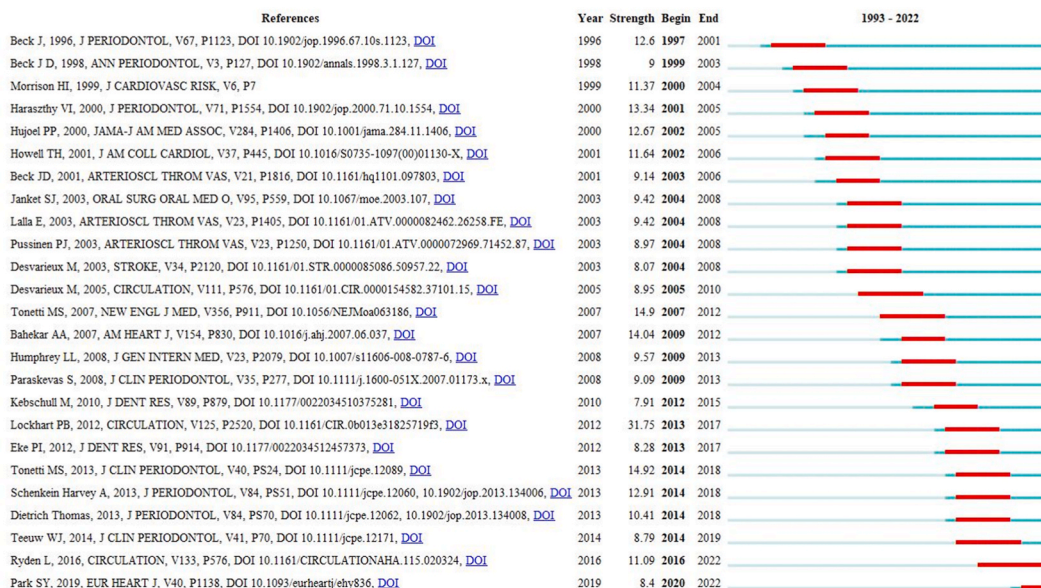 References Year Strength Begin End 1993 - 2022
Beck J, 1996, J PERIODONTOL, V67, P1123, DOI 10.1902/jop.1996.67.10s.1123, DOI 1996 12.6 1997 2001
Beck J D, 1998, ANN PERIODONTOL, V3, P127, DOI 10.1902/annals.1998.3.1.127, DOI 1998 9 1999 2003
Morrison HI, 1999, J CARDIOVASC RISK, V6, P7 1999 11.37 2000 2004
Haraszthy VI, 2000, J PERIODONTOL, V71, P1554, DOI 10.1902/jop.2000.71.10.1554, DOI 2000 13.34 2001 2005
Hujoel PP, 2000, JAMA-J AM MED ASSOC, V284, P1406, DOI 10.1001/jama.284.11.1406, DOI 2000 12.67 2002 2005
Howell TH, 2001, J AM COLL CARDIOL, V37, P445, DOI 10.1016/S0735-1097(00)01130-X, DOI 2001 11.64 2002 2006
Beck JD, 2001, ARTERIOSCL THROM VAS, V21, P1816, DOI 10.1161/hq1101.097803, DOI 2001 9.14 2003 2006
Janket SJ, 2003, ORAL SURG ORAL MED O, V95, P559, DOI 10.1067/moe.2003.107, DOI 2003 9.42 2004 2008
Lalla E, 2003, ARTERIOSCL THROM VAS, V23, P1405, DOI 10.1161/01.ATV.0000082462.26258.FE, DOI 2003 9.42 2004 2008
Pussinen PJ, 2003, ARTERIOSCL THROM VAS, V23, P1250, DOI 10.1161/01.ATV.0000072969.71452.87, DOI 2003 8.97 2004 2008
Desvarieux M, 2003, STROKE, V34, P2120, DOI 10.1161/01.STR.0000085086.50957.22, DOI 2003 8.07 2004 2008
Desvarieux M, 2005, CIRCULATION, V111, P576, DOI 10.1161/01.CIR.0000154582.37101.15, DOI 2005 8.95 2005 2010
Tonetti MS, 2007, NEW ENGL J MED, V356, P911, DOI 10.1056/NEJMoa063186, DOI 2007 14.9 2007 2012
Bahekar AA, 2007, AM HEART J, V154, P830, DOI 10.1016/j.ahj.2007.06.037, DOI 2007 14.04 2009 2012
Humphrey LL, 2008, J GEN INTERN MED, V23, P2079, DOI 10.1007/s11606-008-0787-6, DOI 2008 9.57 2009 2013
Paraskevas S, 2008, J CLIN PERIODONTOL, V35, P277, DOI 10.1111/j.1600-051X.2007.01173.x, DOI 2008 9.09 2009 2013
Kebschull M, 2010, J DENT RES, V89, P879, DOI 10.1177/0022034510375281, DOI 2010 7.91 2012 2015
Lockhart PB, 2012, CIRCULATION, V125, P2520, DOI 10.1161/CIR.0b013e31825719f3, DOI 2012 31.75 2013 2017
Eke PI, 2012, J DENT RES, V91, P914, DOI 10.1177/0022034512457373, DOI 2012 8.28 2013 2017
Tonetti MS, 2013, J CLIN PERIODONTOL, V40, PS24, DOI 10.1111/jcpe.12089, DOI 2013 14.92 2014 2018
Schenkein Harvey A, 2013, J PERIODONTOL, V84, PS51, DOI 10.1111/jcpe.12060, 10.1902/jop.2013.134006, DOI 2013 12.91 2014 2018
Dietrich Thomas, 2013, J PERIODONTOL, V84, PS70, DOI 10.1111/jcpe.12062, 10.1902/jop.2013.134008, DOI 2013 10.41 2014 2018
Teeuw WJ, 2014, J CLIN PERIODONTOL, V41, P70, DOI 10.1111/jcpe.12171, DOI 2014 8.79 2014 2019
Ryden L, 2016, CIRCULATION, V133, P576, DOI 10.1161/CIRCULATIONAHA.115.020324, DOI 2016 11.09 2016 2022
Park SY, 2019, EUR HEART J, V40, P1138, DOI 10.1093/eurheartj/ehy836, DOI 2019 8.4 2020 2022